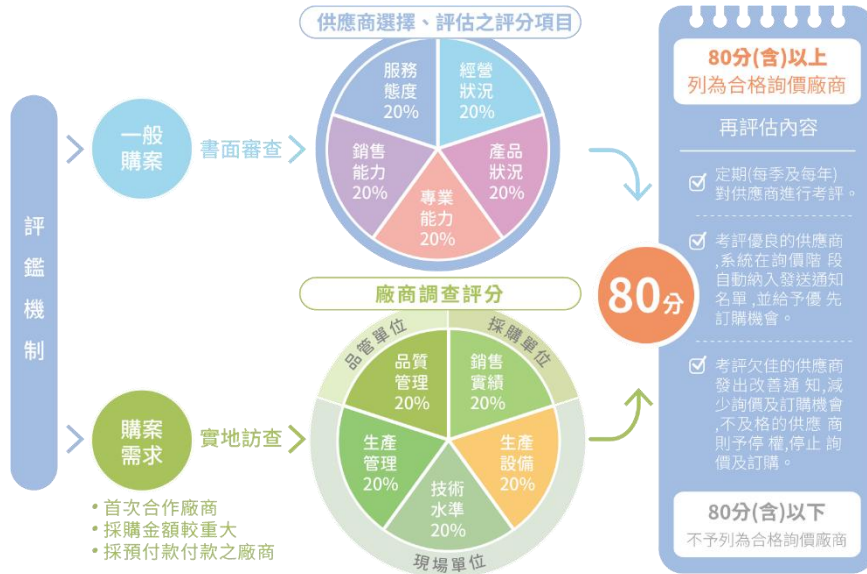 評鑑機制
一般
購案
書面審查
供應商選擇、評估之評分項目
服務
態度
20%
經營
狀況
20%
銷售
能力
20%
產品
狀況
20%
專業
能力
20%
購案
需求
實地訪查
• 首次合作廠商
• 採購金額較重大
• 採預付款付款之廠商
廠商調查評分
品管單位
採購單位
現場單位
品質
管理
20%
銷售
實績
20%
生產
管理
20%
生產
設備
20%
技術
水準
20%
80分
80分(含)以上
列為合格詢價廠商
再評估內容
定期(每季及每年)
對供應商進行考評。
考評優良的供應商
,系統在詢價階 段
自動納入發送通知
名單 ,並給予優 先
訂購機會。
考評欠佳的供應商
發出改善通 知,減
少詢價及訂購機會
,不及格的供應 商
則予停 權,停止 詢
價及訂購。
80分(含)以下
不予列為合格詢價廠商